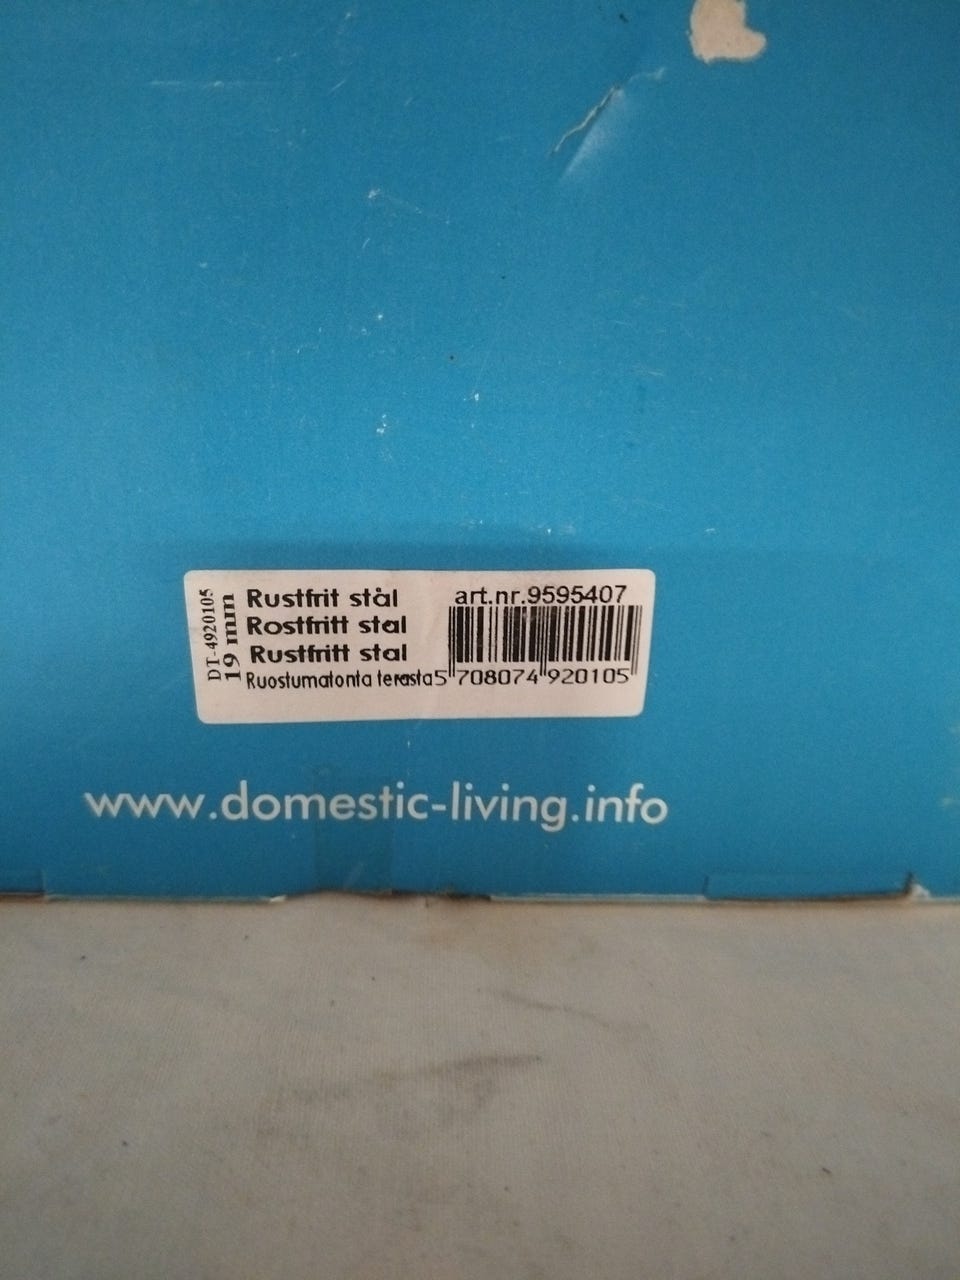 DT-4920105
19 mm
Rustfrit stål
Rostfritt stal
Rustfritt stal
Ruostumatonta terasta
art.nr.9595407
5 708074 920105
www.domestic-living.info